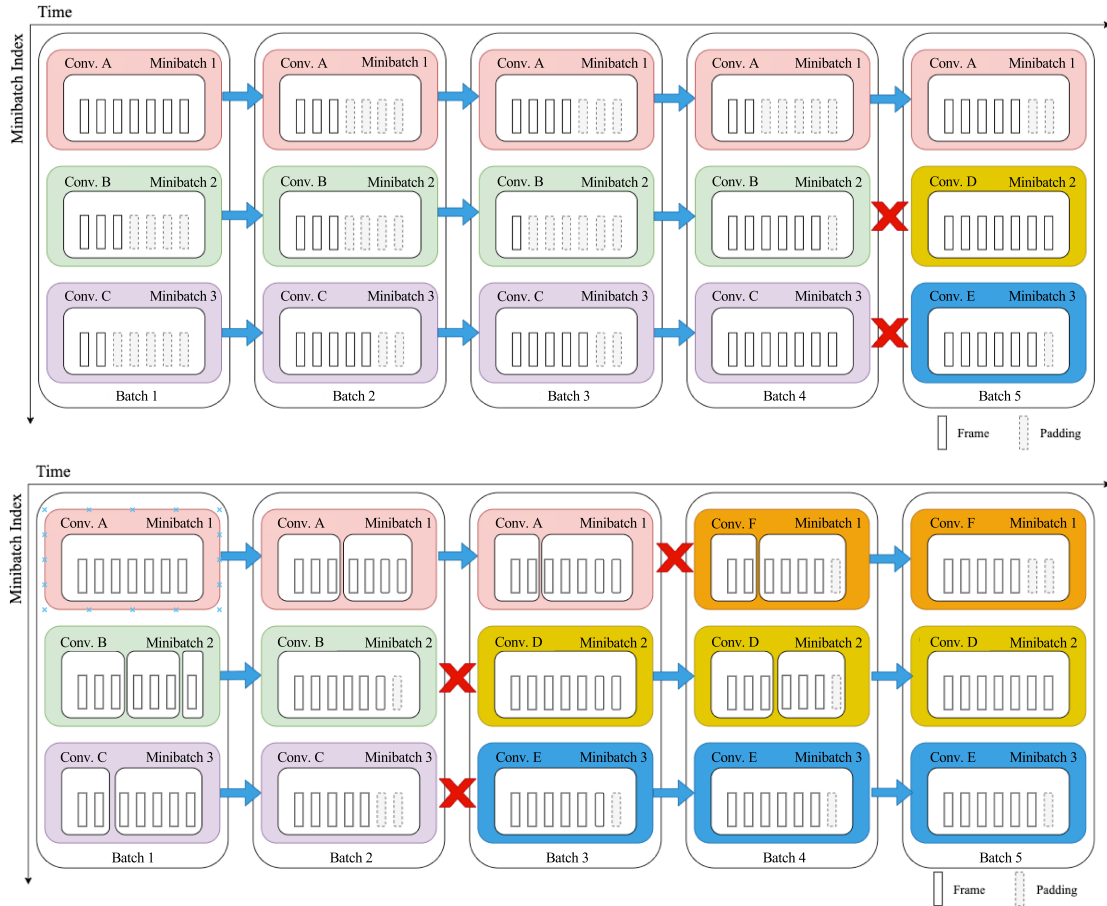 Time
Minibatch Index
Conv. A Minibatch 1
Conv. A Minibatch 1
Conv. A Minibatch 1
Conv. A Minibatch 1
Conv. A Minibatch 1
Conv. B Minibatch 2
Conv. B Minibatch 2
Conv. B Minibatch 2
Conv. B Minibatch 2
Conv. D Minibatch 2
Conv. C Minibatch 3
Conv. C Minibatch 3
Conv. C Minibatch 3
Conv. C Minibatch 3
Conv. E Minibatch 3
Batch 1
Batch 2
Batch 3
Batch 4
Batch 5
Frame
Padding
Time
Minibatch Index
Conv. A Minibatch 1
Conv. A Minibatch 1
Conv. A Minibatch 1
Conv. F Minibatch 1
Conv. F Minibatch 1
Conv. B Minibatch 2
Conv. B Minibatch 2
Conv. D Minibatch 2
Conv. D Minibatch 2
Conv. D Minibatch 2
Conv. C Minibatch 3
Conv. C Minibatch 3
Conv. E Minibatch 3
Conv. E Minibatch 3
Conv. E Minibatch 3
Batch 1
Batch 2
Batch 3
Batch 4
Batch 5
Frame
Padding